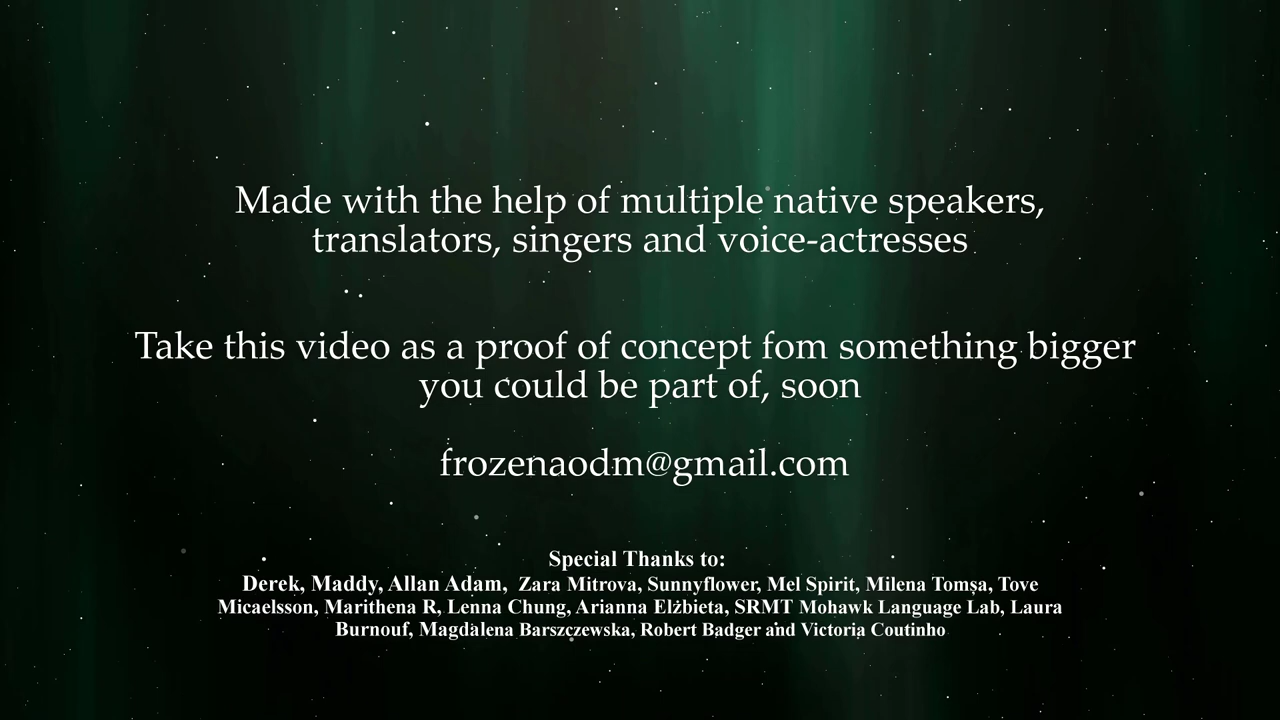 Made with the help of multiple native speakers,
translators, singers and voice-actresses
Take this video as a proof of concept fom something bigger
you could be part of, soon
frozenaodm@gmail.com
Special Thanks to:
Derek, Maddy, Allan Adam, Zara Mitrova, Sunnyflower, Mel Spirit, Milena Tomșa, Tove
Micaelsson, Marithena R, Lenna Chung, Arianna Elżbieta, SRMT Mohawk Language Lab, Laura
Burnouf, Magdalena Barszczewska, Robert Badger and Victoria Coutinho